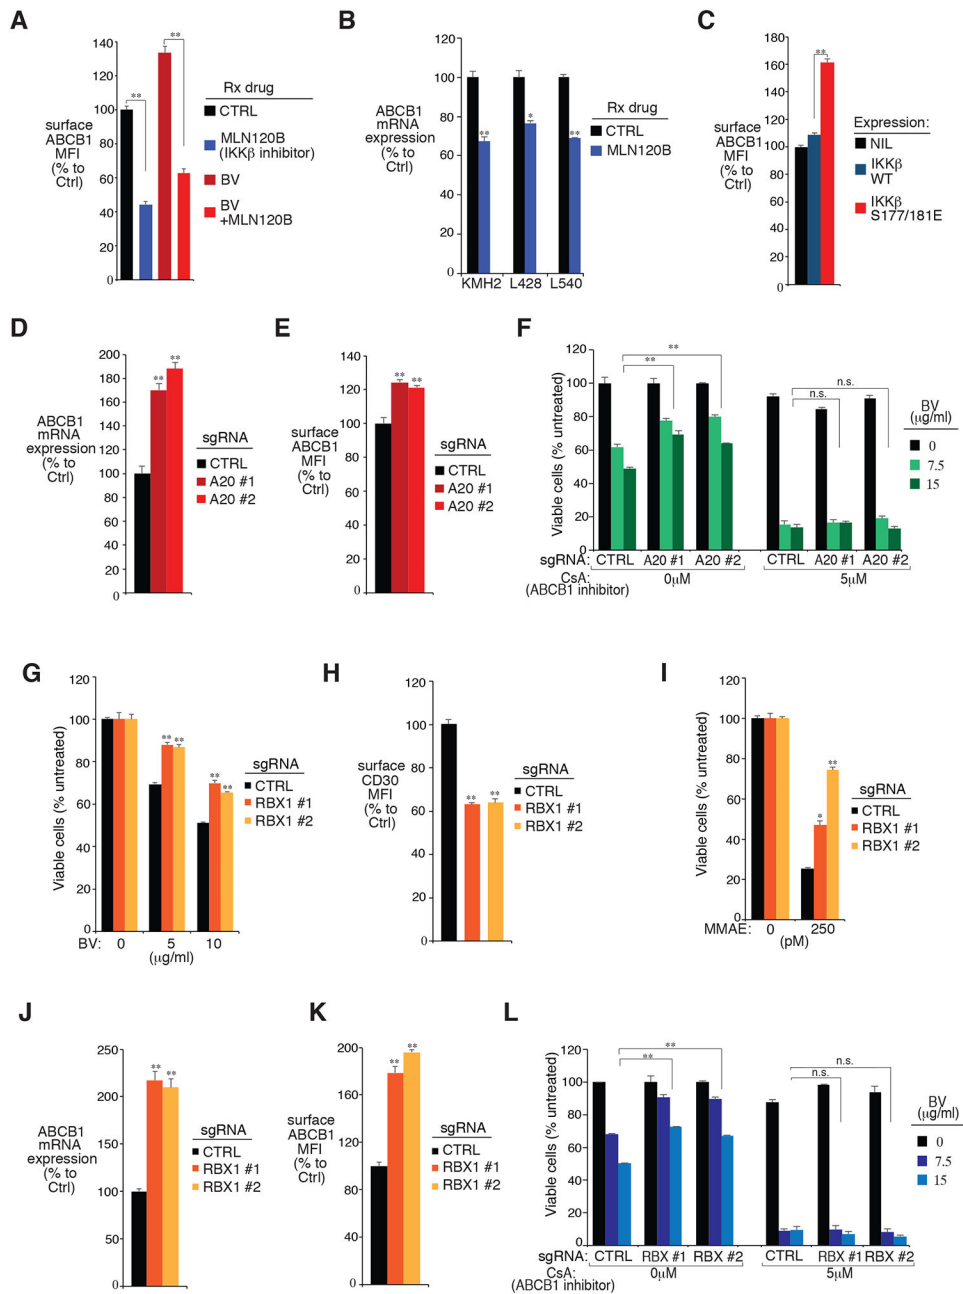 A
surface
ABCB1
MFI
(% to
Ctrl)
140
120
100
80
60
40
20
0
**
**
Rx drug
CTRL
MLN120B
(IKKβ inhibitor)
BV
BV
+MLN120B
B
ABCB1
mRNA
expression
(% to
Ctrl)
120
100
80
60
40
20
0
**
*
**
KMH2
L428
L540
Rx drug
CTRL
MLN120B
C
surface
ABCB1
MFI
(% to
Ctrl)
180
160
140
120
100
80
60
40
20
0
**
Expression:
NIL
IKKβ
WT
IKKβ
S177/181E
D
ABCB1
mRNA
expression
(% to
Ctrl)
200
180
160
140
120
100
80
60
40
20
0
**
**
sgRNA
CTRL
A20 #1
A20 #2
E
surface
ABCB1
MFI
(% to
Ctrl)
140
120
100
80
60
40
20
0
**
**
sgRNA
CTRL
A20 #1
A20 #2
F
Viable cells (% untreated)
120
100
80
60
40
20
0
**
**
n.s.
n.s.
BV
(μg/ml)
0
7.5
15
sgRNA: CTRL A20 #1 A20 #2 CTRL A20 #1 A20 #2
CsA: 0μM 5μM
(ABCB1 inhibitor)
G
Viable cells (% untreated)
120
100
80
60
40
20
0
**
**
**
**
BV: 0 5 10
(μg/ml)
sgRNA
CTRL
RBX1 #1
RBX1 #2
H
surface
CD30
MFI
(% to
Ctrl)
120
100
80
60
40
20
0
**
**
sgRNA
CTRL
RBX1 #1
RBX1 #2
I
Viable cells (% untreated)
120
100
80
60
40
20
0
*
**
MMAE: 0 250
(pM)
sgRNA
CTRL
RBX1 #1
RBX1 #2
J
ABCB1
mRNA
expression
(% to
Ctrl)
250
200
150
100
50
0
**
**
sgRNA
CTRL
RBX1 #1
RBX1 #2
K
surface
ABCB1
MFI
(% to
Ctrl)
200
160
120
80
40
0
**
**
sgRNA
CTRL
RBX1 #1
RBX1 #2
L
Viable cells (% untreated)
120
100
80
60
40
20
0
**
**
n.s.
n.s.
BV
(μg/ml)
0
7.5
15
sgRNA: CTRL RBX #1 RBX #2 CTRL RBX #1 RBX #2
CsA: 0μM 5μM
(ABCB1 inhibitor)